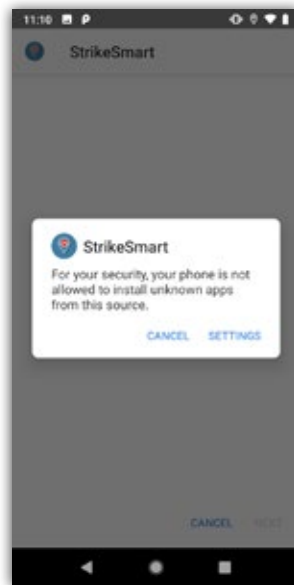 11:10
StrikeSmart
StrikeSmart
For your security, your phone is not
allowed to install unknown apps
from this source.
CANCEL SETTINGS
CANCEL NEXT